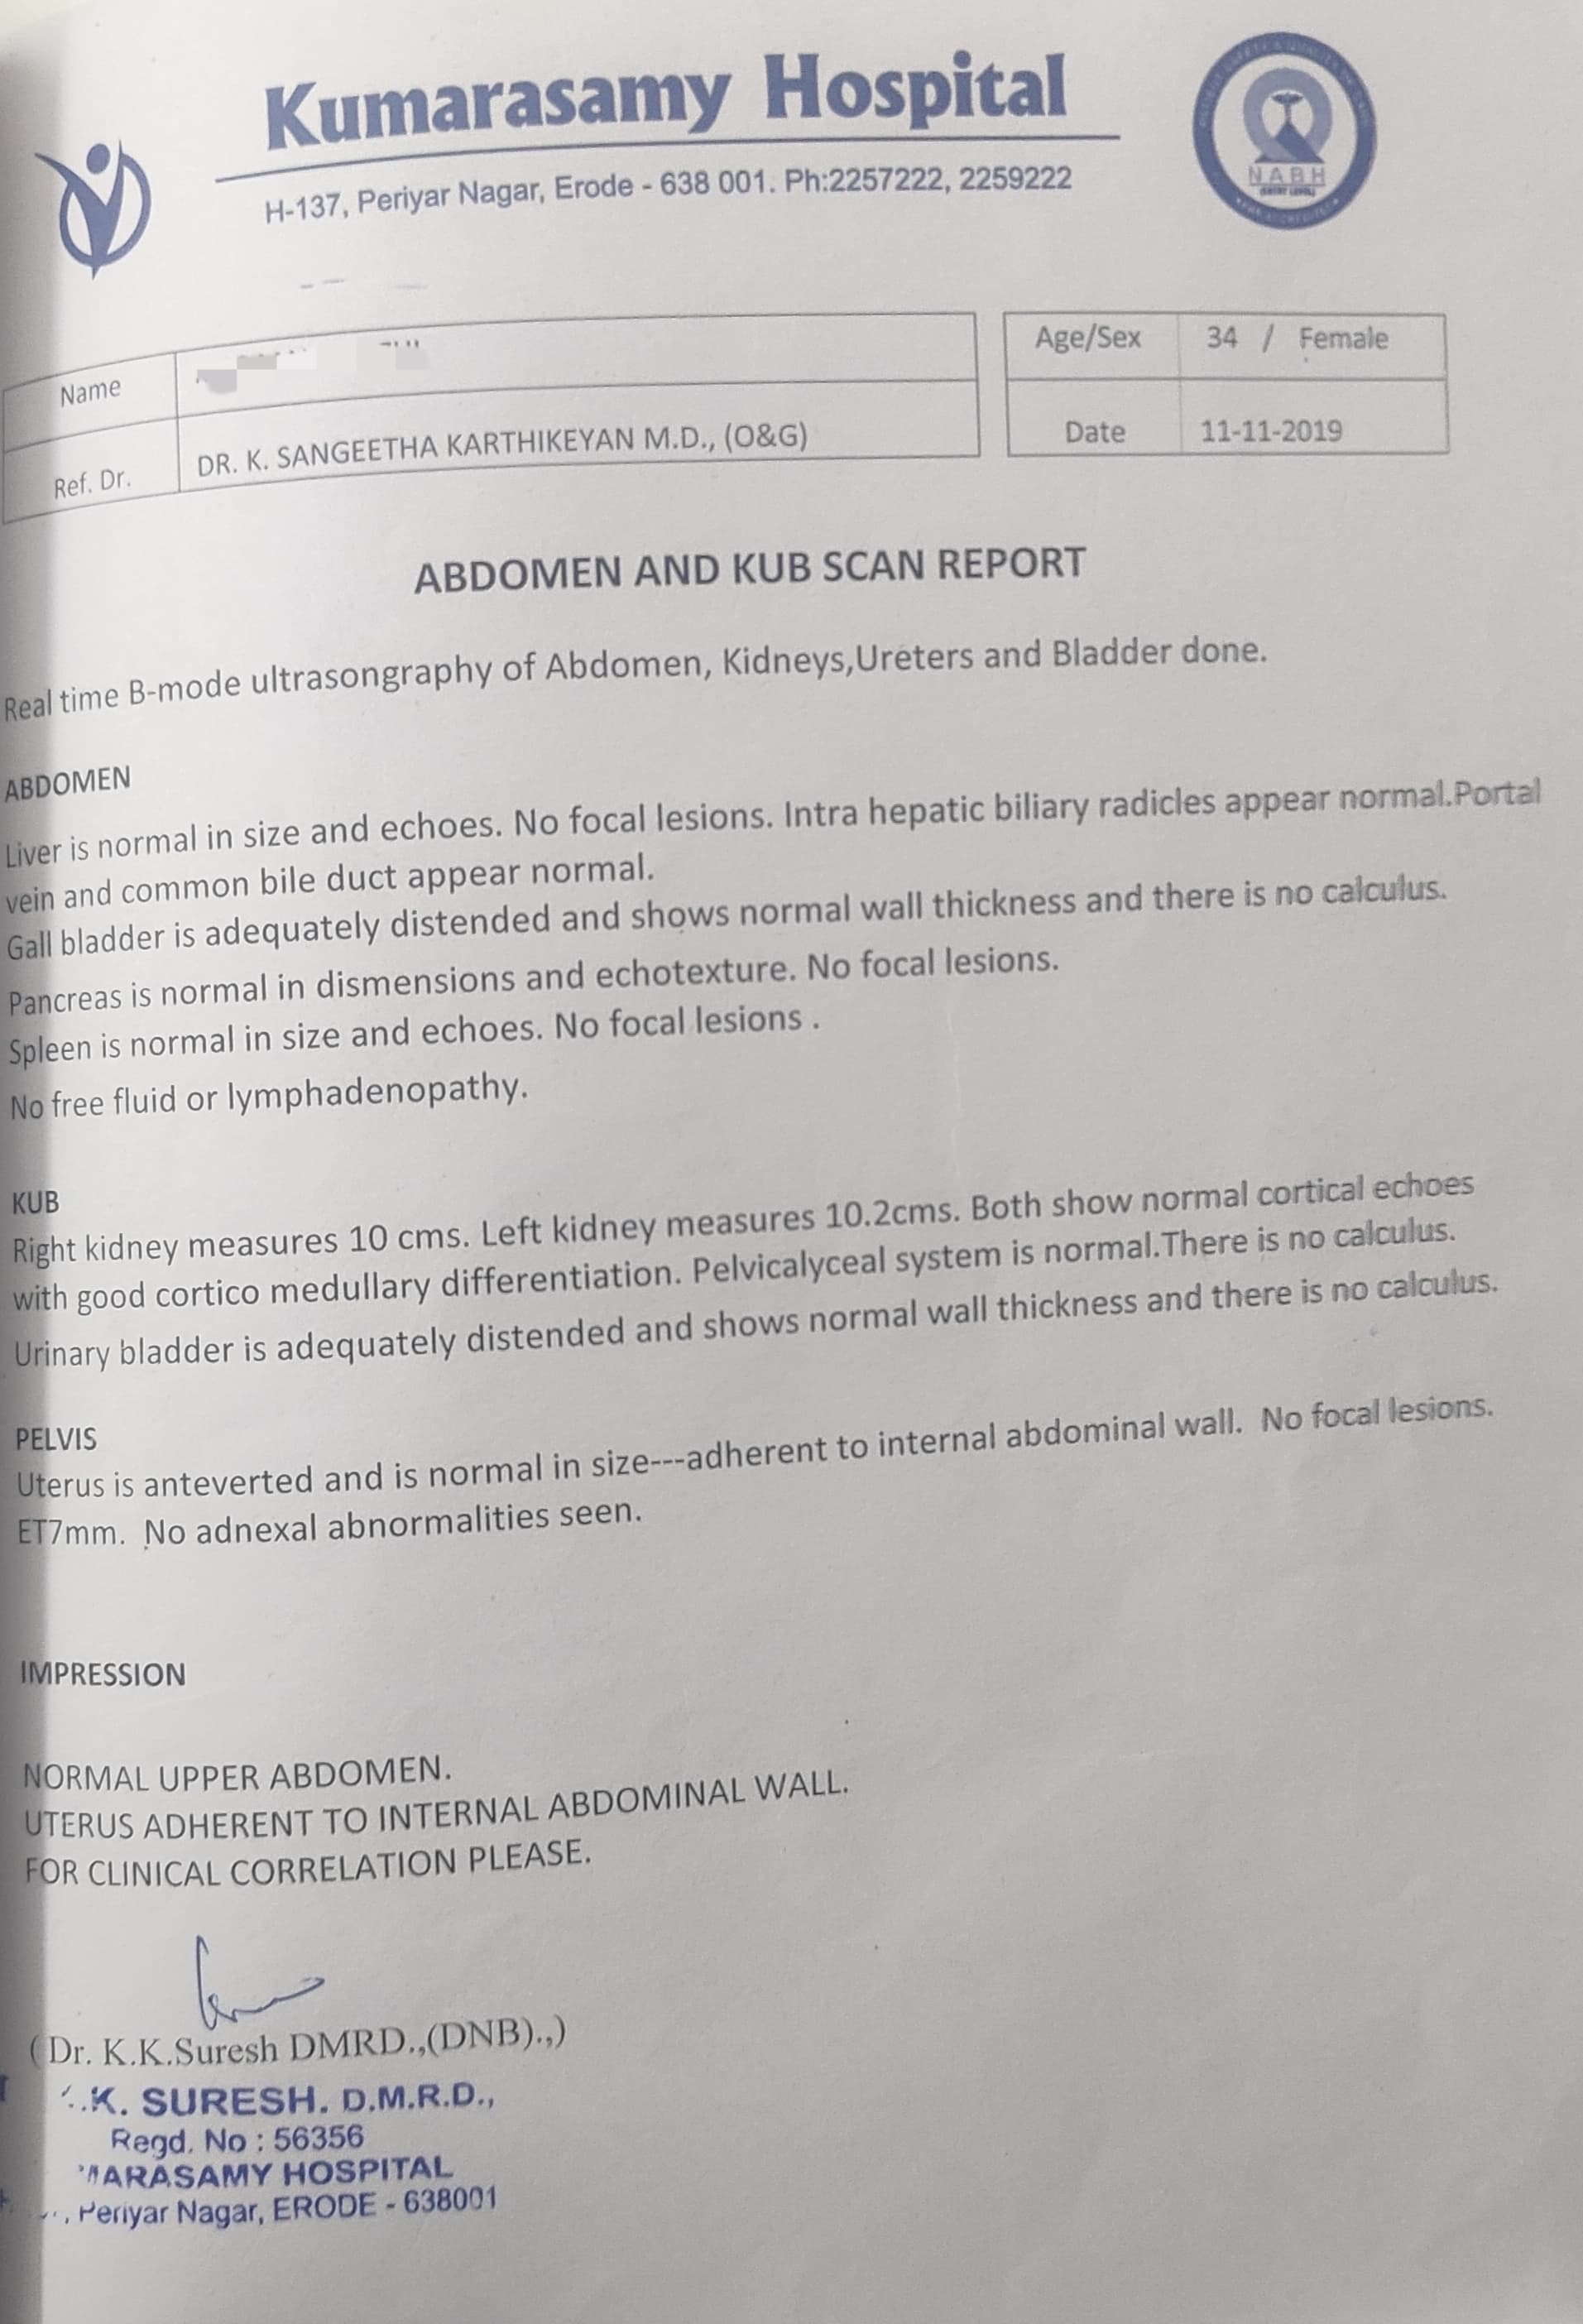 Kumarasamy Hospital
H-137, Periyar Nagar, Erode - 638 001. Ph:2257222, 2259222
NABH
(ENTRY LEVEL)
Name
Age/Sex 34 / Female
Ref. Dr. DR. K. SANGEETHA KARTHIKEYAN M.D., (O&G)
Date 11-11-2019
ABDOMEN AND KUB SCAN REPORT
Real time B-mode ultrasongraphy of Abdomen, Kidneys,Ureters and Bladder done.
ABDOMEN
Liver is normal in size and echoes. No focal lesions. Intra hepatic biliary radicles appear normal.Portal
vein and common bile duct appear normal.
Gall bladder is adequately distended and shows normal wall thickness and there is no calculus.
Pancreas is normal in dismensions and echotexture. No focal lesions.
Spleen is normal in size and echoes. No focal lesions .
No free fluid or lymphadenopathy.
KUB
Right kidney measures 10 cms. Left kidney measures 10.2cms. Both show normal cortical echoes
with good cortico medullary differentiation. Pelvicalyceal system is normal.There is no calculus.
Urinary bladder is adequately distended and shows normal wall thickness and there is no calculus.
PELVIS
Uterus is anteverted and is normal in size---adherent to internal abdominal wall. No focal lesions.
ET7mm. No adnexal abnormalities seen.
IMPRESSION
NORMAL UPPER ABDOMEN.
UTERUS ADHERENT TO INTERNAL ABDOMINAL WALL.
FOR CLINICAL CORRELATION PLEASE.
(Dr. K.K.Suresh DMRD.,(DNB).,)
.K. SURESH. D.M.R.D.,
Regd. No : 56356
MARASAMY HOSPITAL
, Periyar Nagar, ERODE - 638001